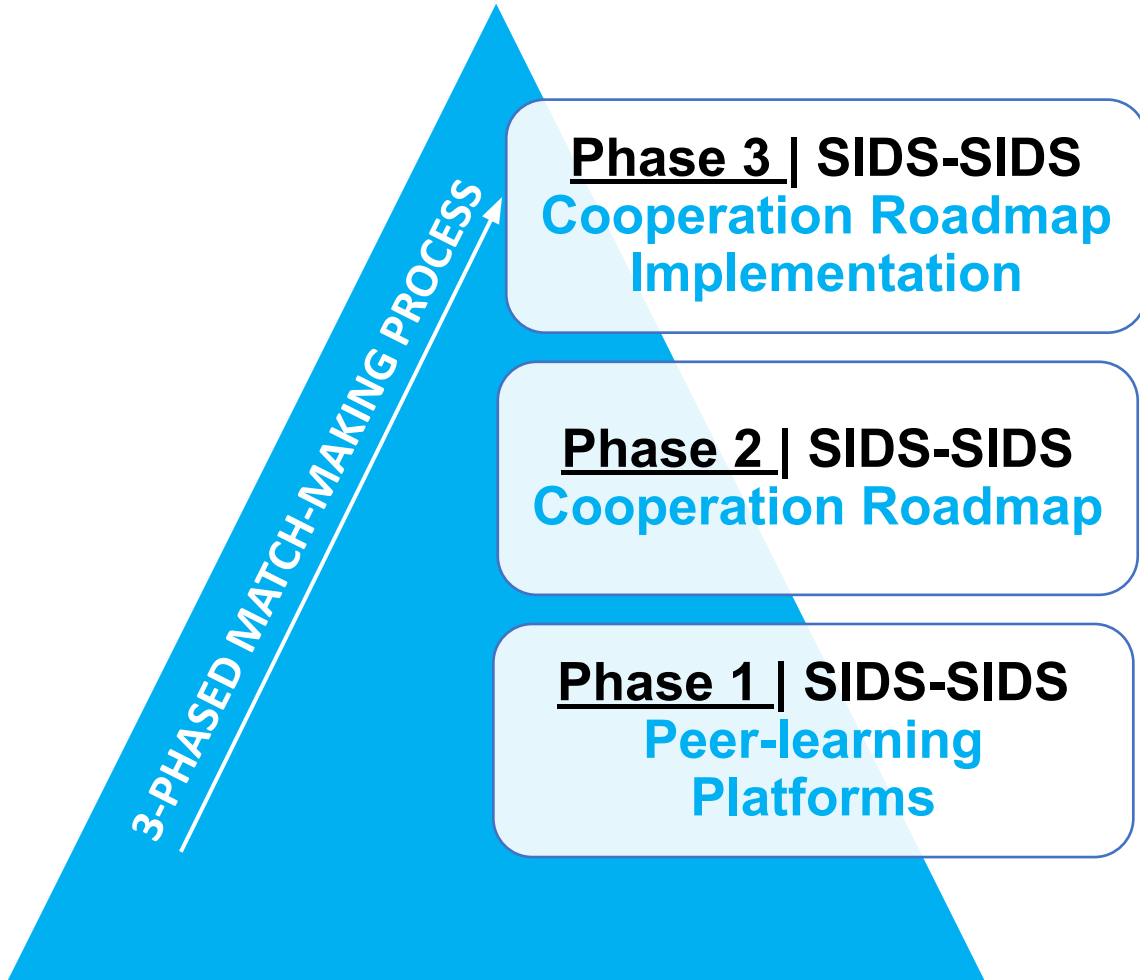 Phase 3 | SIDS-SIDS
Cooperation Roadmap
Implementation
Phase 2 | SIDS-SIDS
Cooperation Roadmap
Phase 1 | SIDS-SIDS
Peer-learning
Platforms
3-PHASED MATCH-MAKING PROCESS